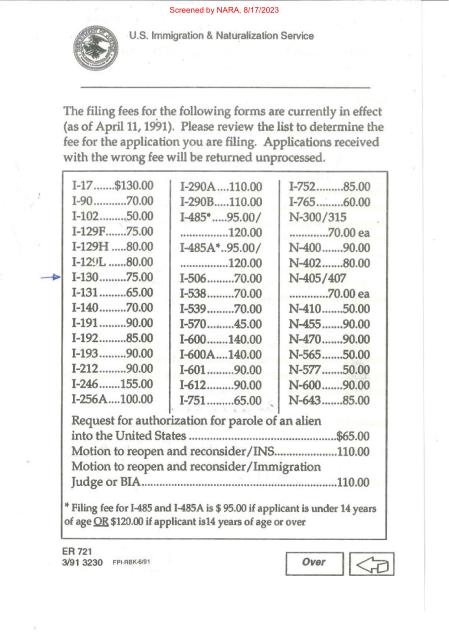 Screened by NARA, 8/17/2023
U.S. Immigration & Naturalization Service
The filing fees for the following forms are currently in effect
(as of April 11, 1991). Please review the list to determine the
fee for the application you are filing. Applications received
with the wrong fee will be returned unprocessed.
I-17.......$130.00
I-90.........70.00
I-102........50.00
I-129F.......75.00
I-129H .....80.00
I-129L ......80.00
I-130........75.00
I-131........65.00
I-140........70.00
I-191........90.00
I-192........85.00
I-193........90.00
I-212........90.00
I-246 ......155.00
I-256A....100.00
I-290A....110.00
I-290B.....110.00
I-485*.....95.00/
..............120.00
I-485A*..95.00/
..............120.00
I-506........70.00
I-538........70.00
I-539........70.00
I-570........45.00
I-600.......140.00
I-600A....140.00
I-601........90.00
I-612........90.00
I-751........65.00
I-752........85.00
I-765........60.00
N-300/315
............70.00 ea
N-400.......90.00
N-402.......80.00
N-405/407
............70.00 ea
N-410.......50.00
N-455.......90.00
N-470.......90.00
N-565.......50.00
N-577.......50.00
N-600.......90.00
N-643.......85.00
Request for authorization for parole of an alien
into the United States ..................................................$65.00
Motion to reopen and reconsider/INS.....................110.00
Motion to reopen and reconsider/Immigration
Judge or BIA..................................................................110.00
* Filing fee for I-485 and I-485A is $ 95.00 if applicant is under 14 years
of age OR $120.00 if applicant is14 years of age or over
ER 721
3/91 3230 FPI-RBK-6/91
Over